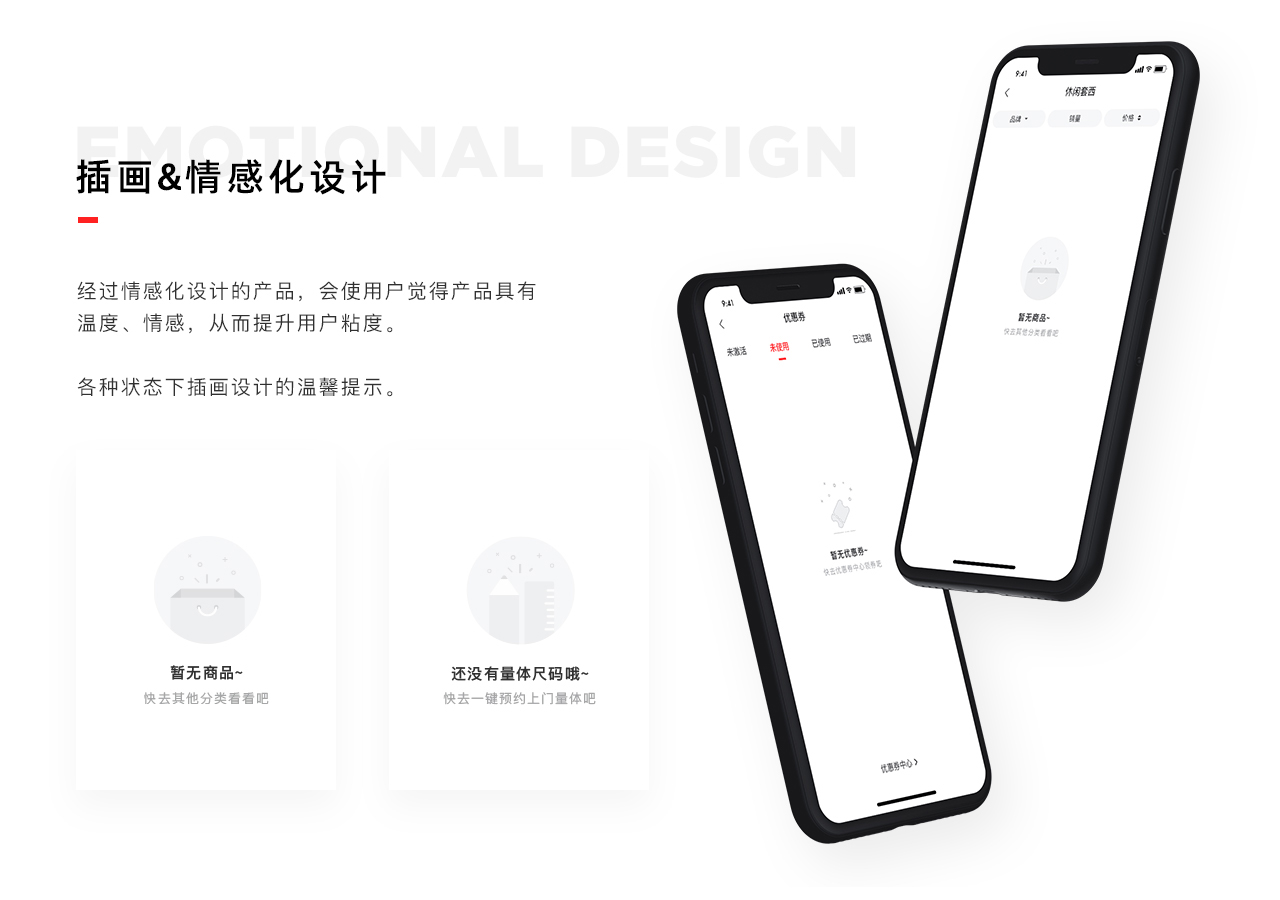 EMOTIONAL DESIGN
插画&情感化设计
经过情感化设计的产品，会使用户觉得产品具有
温度、情感，从而提升用户粘度。
各种状态下插画设计的温馨提示。
暂无商品~
快去其他分类看看吧
还没有量体尺码哦~
快去一键预约上门量体吧
9:41
优惠券
未激活 未使用 已使用 已过期
暂无优惠券~
快去优惠券中心领券吧
优惠券中心
9:41
休闲套西
品牌 销量 价格
暂无商品~
快去其他分类看看吧